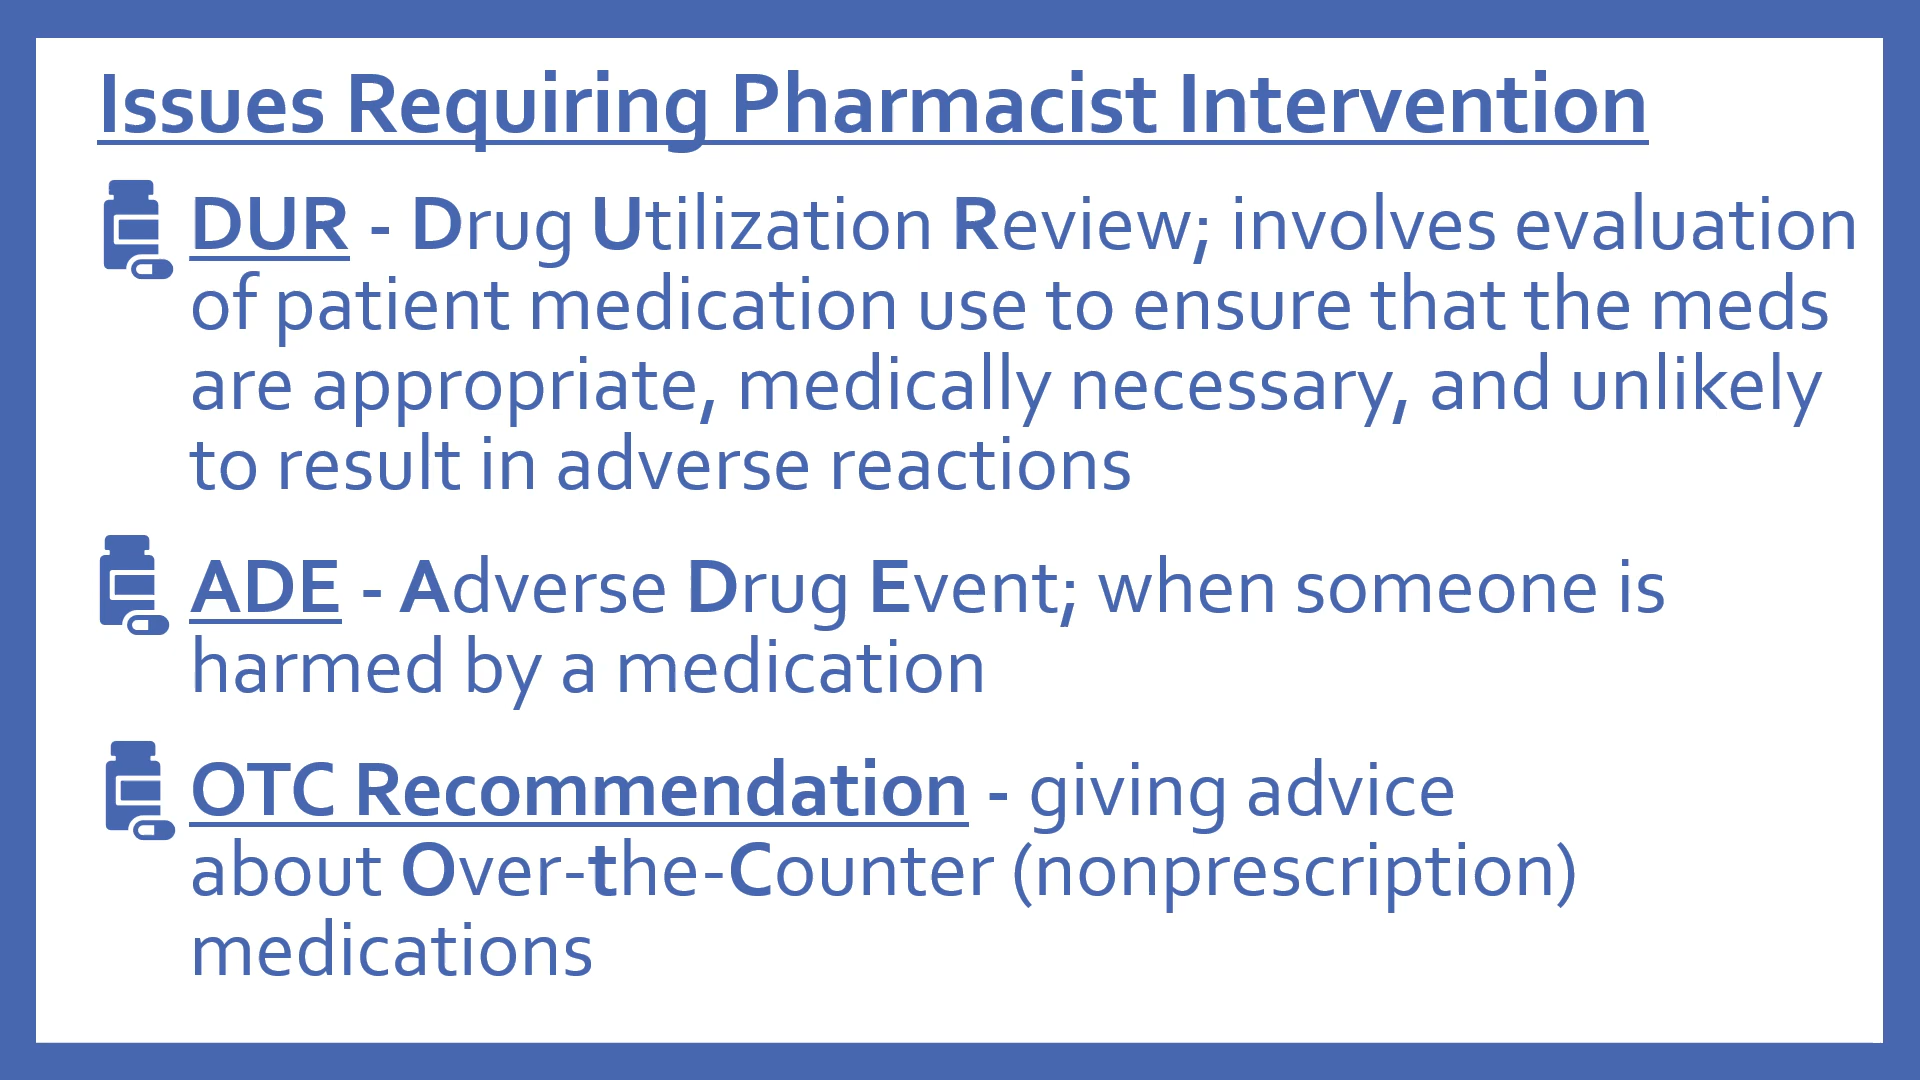 Issues Requiring Pharmacist Intervention
DUR - Drug Utilization Review; involves evaluation
of patient medication use to ensure that the meds
are appropriate, medically necessary, and unlikely
to result in adverse reactions
ADE - Adverse Drug Event; when someone is
harmed by a medication
OTC Recommendation - giving advice
about Over-the-Counter (nonprescription)
medications